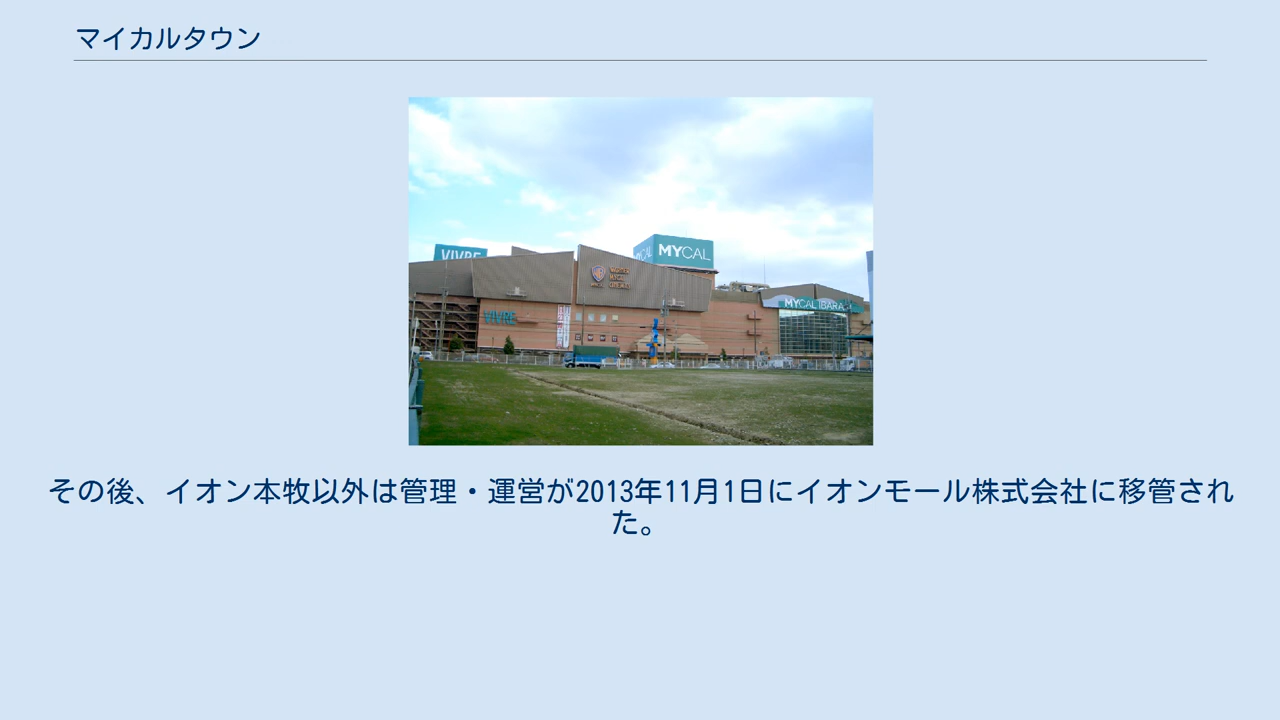 マイカルタウン
VIVRE
MYCAL
MYCAL IBARAKI
VIVRE
その後、イオン本牧以外は管理・運営が2013年11月1日にイオンモール株式会社に移管され
た。